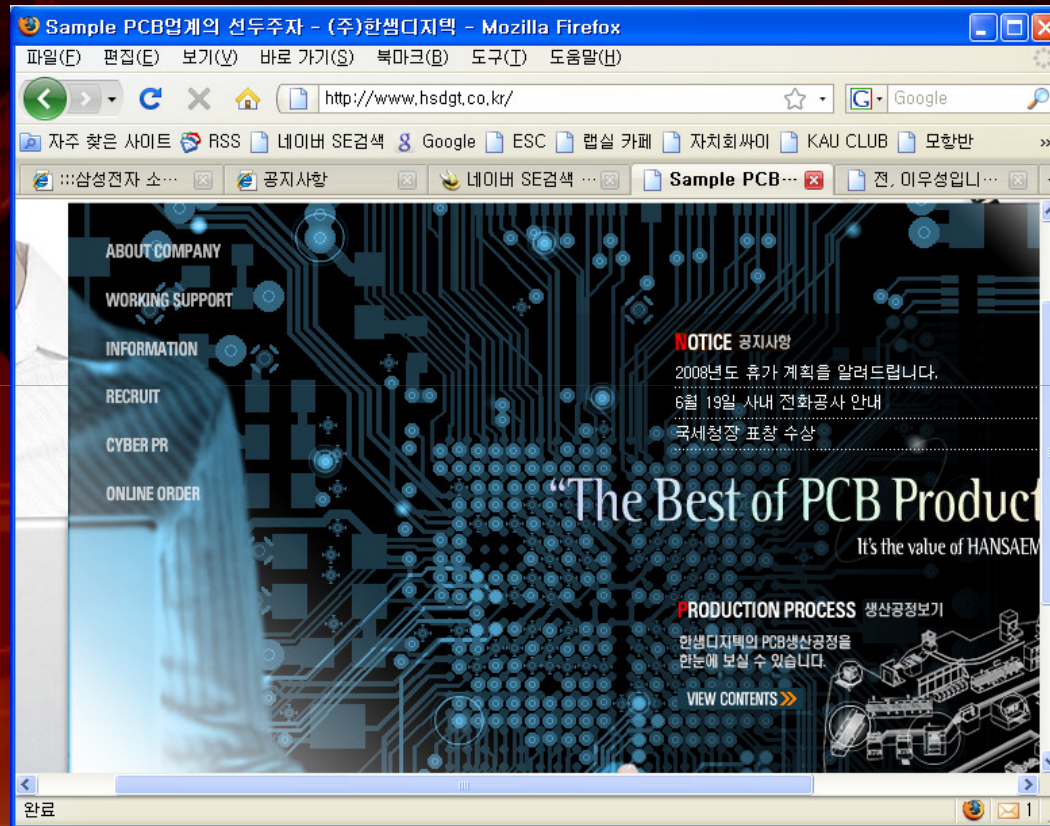 Sample PCB업계의 선두주자 - (주)한샘디지텍 - Mozilla Firefox
파일(F) 편집(E) 보기(V) 바로 가기(S) 북마크(B) 도구(T) 도움말(H)
http://www.hsdgt.co.kr/ G Google
자주 찾은 사이트 RSS 네이버 SE검색 Google ESC 랩실 카페 자치회싸이 KAU CLUB 모항반 »
:::삼성전자 소··· 공지사항 네이버 SE검색 ··· Sample PCB··· 전, 이우성입니···
ABOUT COMPANY
WORKING SUPPORT
INFORMATION
RECRUIT
CYBER PR
ONLINE ORDER
NOTICE 공지사항
2008년도 휴가 계획을 알려드립니다.
6월 19일 사내 전화공사 안내
국세청장 표창 수상
“The Best of PCB Product
It's the value of HANSAEM
PRODUCTION PROCESS 생산공정보기
한샘디지텍의 PCB생산공정을
한눈에 보실 수 있습니다.
VIEW CONTENTS
완료 1